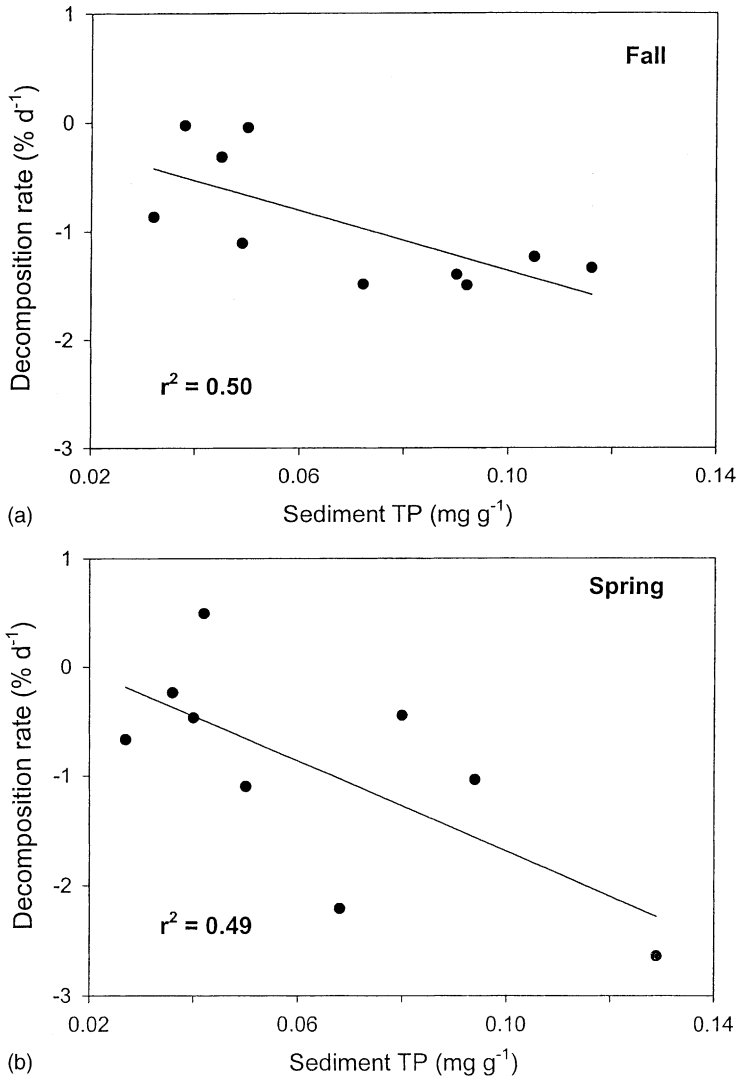 1
Fall
0
-1
-2
-3
Decomposition rate (% d⁻¹)
r² = 0.50
0.02 0.06 0.10 0.14
(a)
Sediment TP (mg g⁻¹)
1
Spring
0
-1
-2
-3
Decomposition rate (% d⁻¹)
r² = 0.49
0.02 0.06 0.10 0.14
(b)
Sediment TP (mg g⁻¹)